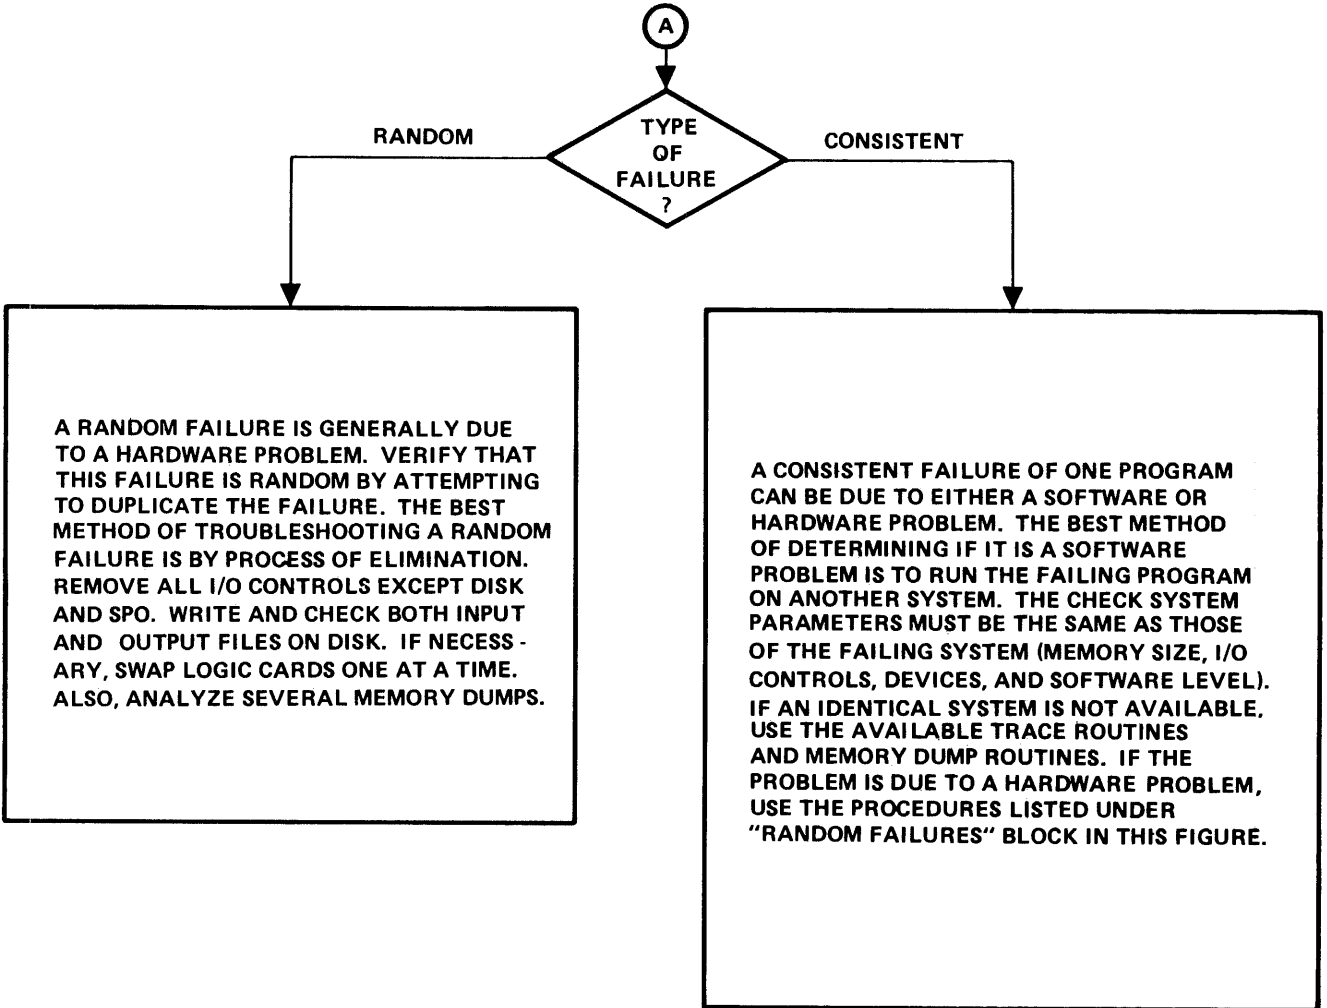 A
TYPE
OF
FAILURE
?
RANDOM
CONSISTENT
A RANDOM FAILURE IS GENERALLY DUE
TO A HARDWARE PROBLEM. VERIFY THAT
THIS FAILURE IS RANDOM BY ATTEMPTING
TO DUPLICATE THE FAILURE. THE BEST
METHOD OF TROUBLESHOOTING A RANDOM
FAILURE IS BY PROCESS OF ELIMINATION.
REMOVE ALL I/O CONTROLS EXCEPT DISK
AND SPO. WRITE AND CHECK BOTH INPUT
AND OUTPUT FILES ON DISK. IF NECESS -
ARY, SWAP LOGIC CARDS ONE AT A TIME.
ALSO, ANALYZE SEVERAL MEMORY DUMPS.
A CONSISTENT FAILURE OF ONE PROGRAM
CAN BE DUE TO EITHER A SOFTWARE OR
HARDWARE PROBLEM. THE BEST METHOD
OF DETERMINING IF IT IS A SOFTWARE
PROBLEM IS TO RUN THE FAILING PROGRAM
ON ANOTHER SYSTEM. THE CHECK SYSTEM
PARAMETERS MUST BE THE SAME AS THOSE
OF THE FAILING SYSTEM (MEMORY SIZE, I/O
CONTROLS, DEVICES, AND SOFTWARE LEVEL).
IF AN IDENTICAL SYSTEM IS NOT AVAILABLE,
USE THE AVAILABLE TRACE ROUTINES
AND MEMORY DUMP ROUTINES. IF THE
PROBLEM IS DUE TO A HARDWARE PROBLEM,
USE THE PROCEDURES LISTED UNDER
"RANDOM FAILURES" BLOCK IN THIS FIGURE.